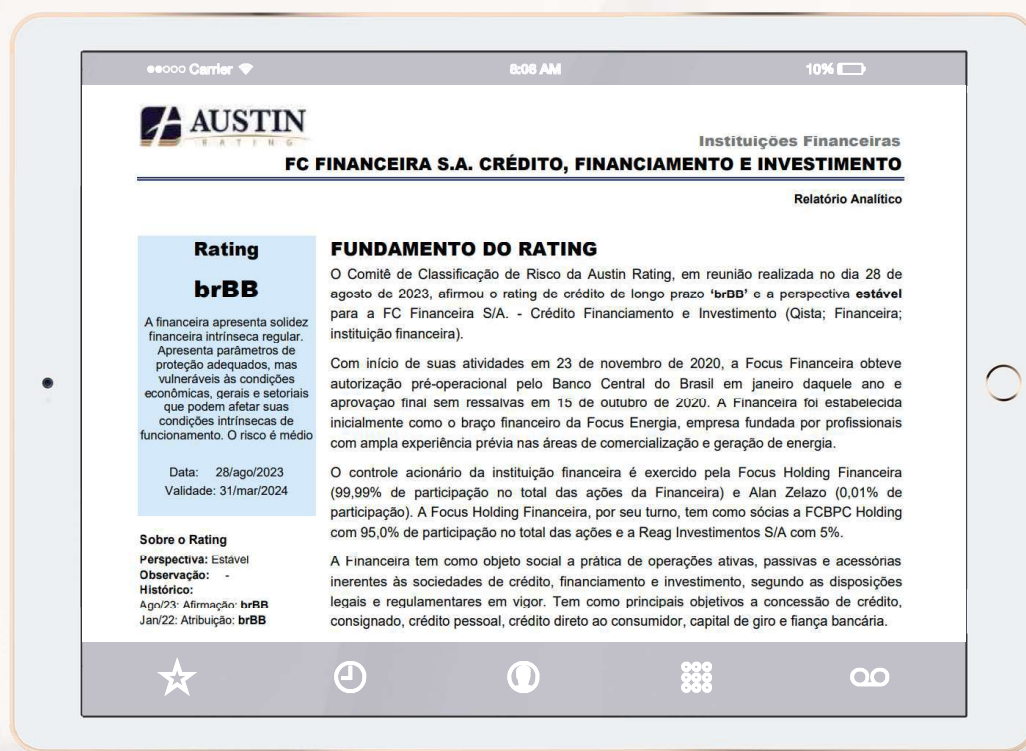 Carrier
8:08 AM
10%
AUSTIN
RATING
Instituições Financeiras
FC FINANCEIRA S.A. CRÉDITO, FINANCIAMENTO E INVESTIMENTO
Relatório Analítico
Rating
brBB
A financeira apresenta solidez
financeira intrínseca regular.
Apresenta parâmetros de
proteção adequados, mas
vulneráveis às condições
econômicas, gerais e setoriais
que podem afetar suas
condições intrínsecas de
funcionamento. O risco é médio
Data: 28/ago/2023
Validade: 31/mar/2024
Sobre o Rating
Perspectiva: Estável
Observação: -
Histórico:
Ago/23: Afirmação: brBB
Jan/22: Atribuição: brBB
FUNDAMENTO DO RATING
O Comitê de Classificação de Risco da Austin Rating, em reunião realizada no dia 28 de
agosto de 2023, afirmou o rating de crédito de longo prazo ‘brBB’ e a perspectiva estável
para a FC Financeira S/A. - Crédito Financiamento e Investimento (Qista; Financeira;
instituição financeira).
Com início de suas atividades em 23 de novembro de 2020, a Focus Financeira obteve
autorização pré-operacional pelo Banco Central do Brasil em janeiro daquele ano e
aprovação final sem ressalvas em 15 de outubro de 2020. A Financeira foi estabelecida
inicialmente como o braço financeiro da Focus Energia, empresa fundada por profissionais
com ampla experiência prévia nas áreas de comercialização e geração de energia.
O controle acionário da instituição financeira é exercido pela Focus Holding Financeira
(99,99% de participação no total das ações da Financeira) e Alan Zelazo (0,01% de
participação). A Focus Holding Financeira, por seu turno, tem como sócias a FCBPC Holding
com 95,0% de participação no total das ações e a Reag Investimentos S/A com 5%.
A Financeira tem como objeto social a prática de operações ativas, passivas e acessórias
inerentes às sociedades de crédito, financiamento e investimento, segundo as disposições
legais e regulamentares em vigor. Tem como principais objetivos a concessão de crédito,
consignado, crédito pessoal, crédito direto ao consumidor, capital de giro e fiança bancária.